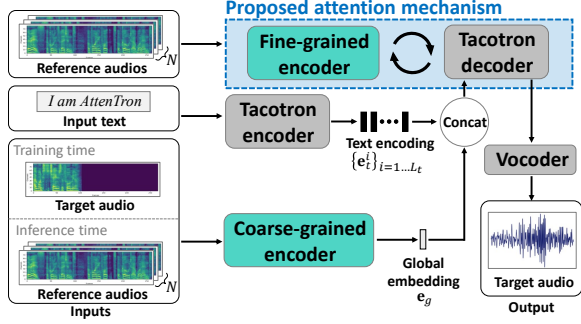 Proposed attention mechanism
N
Reference audios
Fine-grained
encoder
Tacotron
decoder
I am AttenTron
Input text
Tacotron
encoder
Text encoding
{e_t^i}_{i=1…L_t}
Concat
Vocoder
Training time
Target audio
Inference time
N
Reference audios
Inputs
Coarse-grained
encoder
Global
embedding
e_g
Target audio
Output